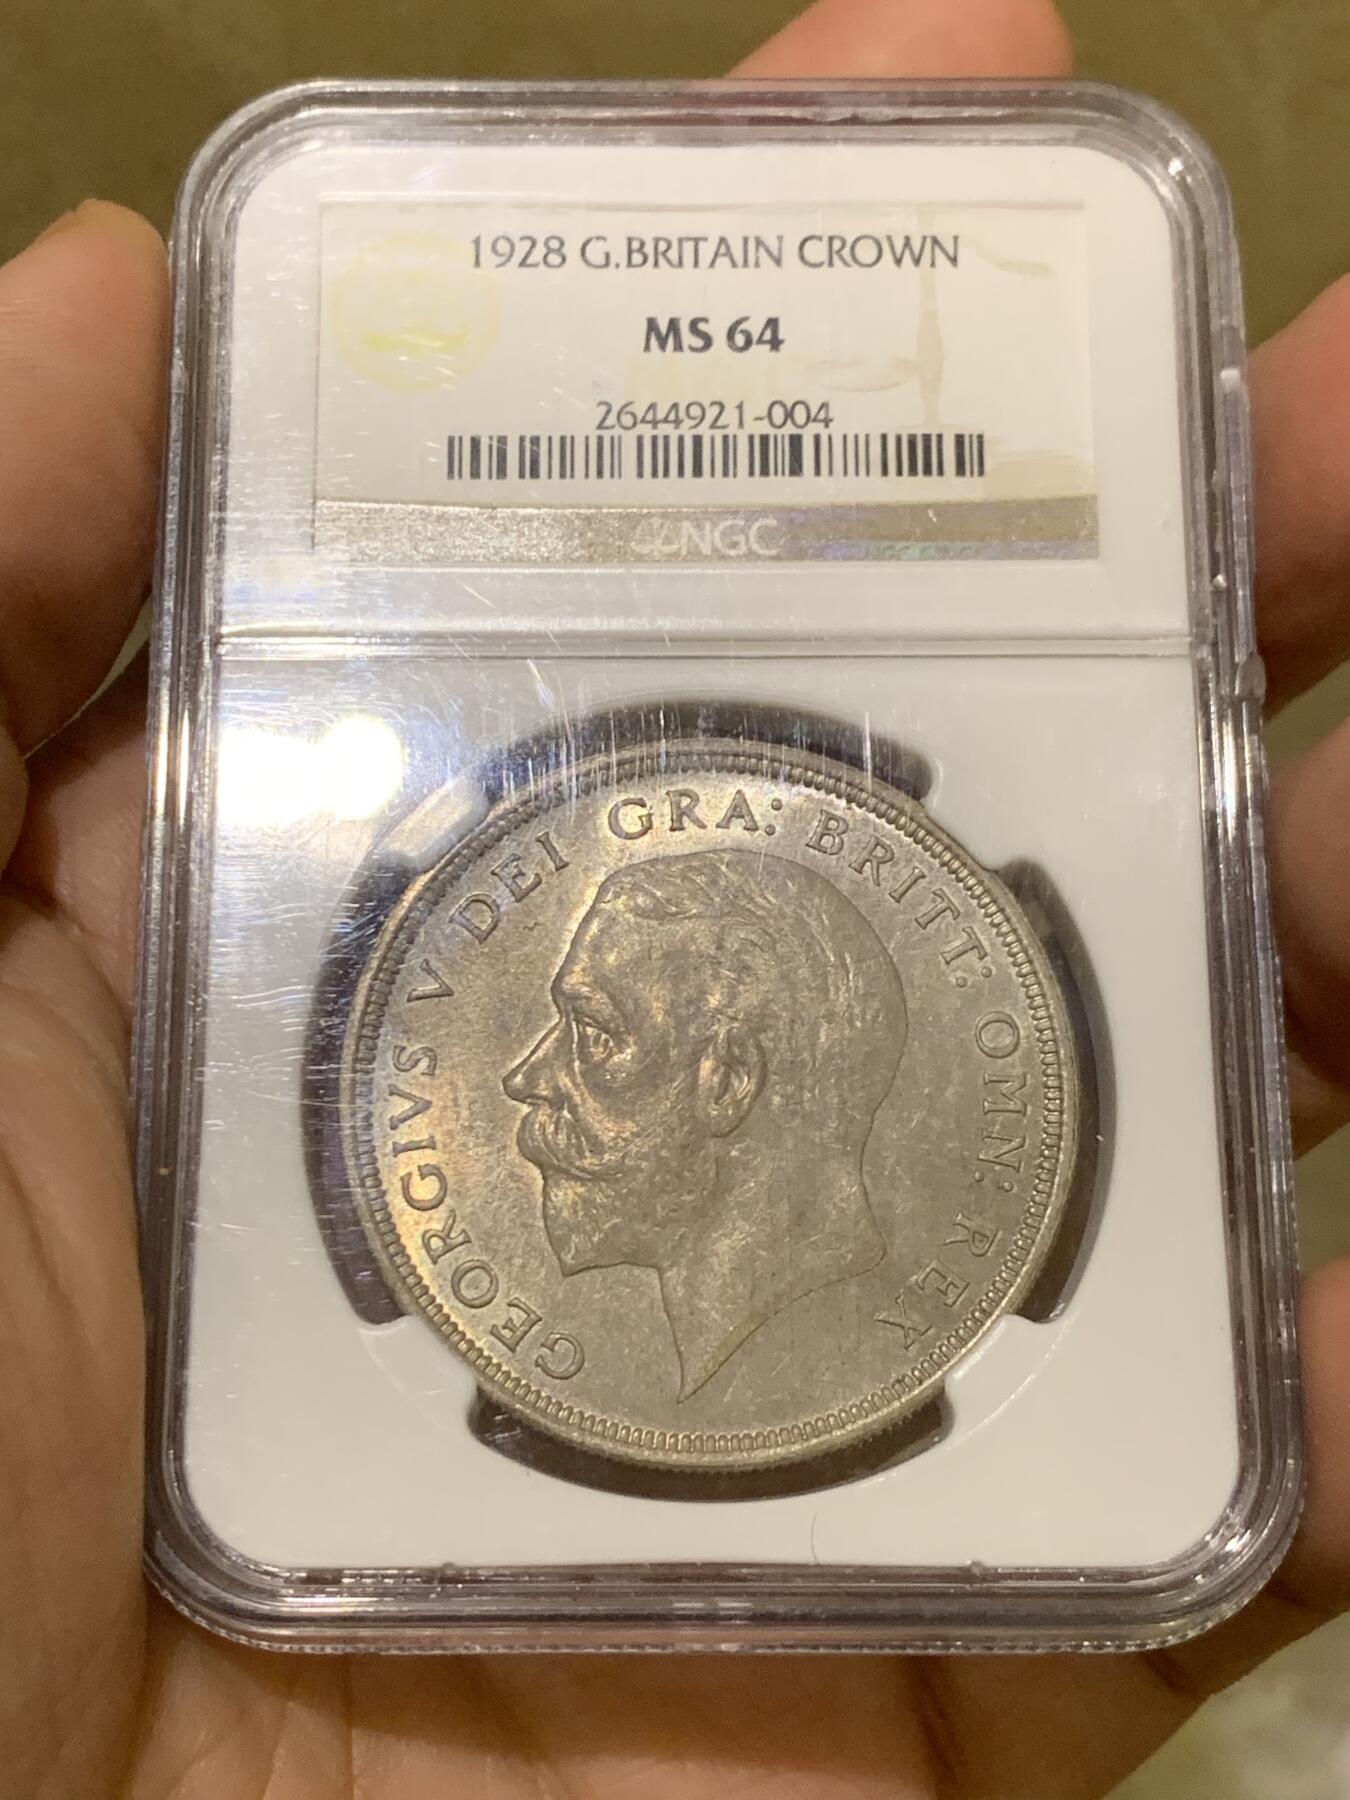 1928 G.BRITAIN CROWN
MS 64
2644921-004
NGC
GEORGIVS V DEI GRA: BRITT: OMN: REX